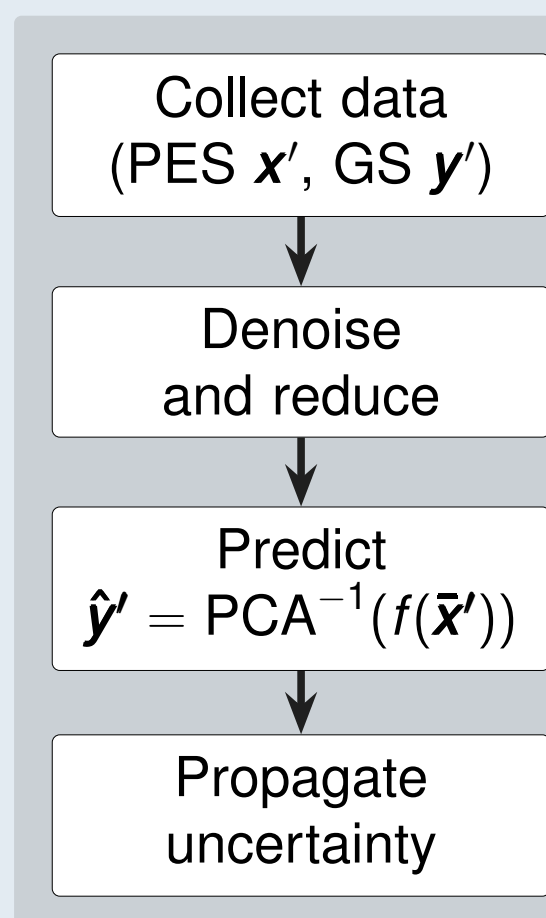 Collect data
(PES x′, GS y′)
Denoise
and reduce
Predict
ŷ′ = PCA⁻¹(f(x̄′))
Propagate
uncertainty